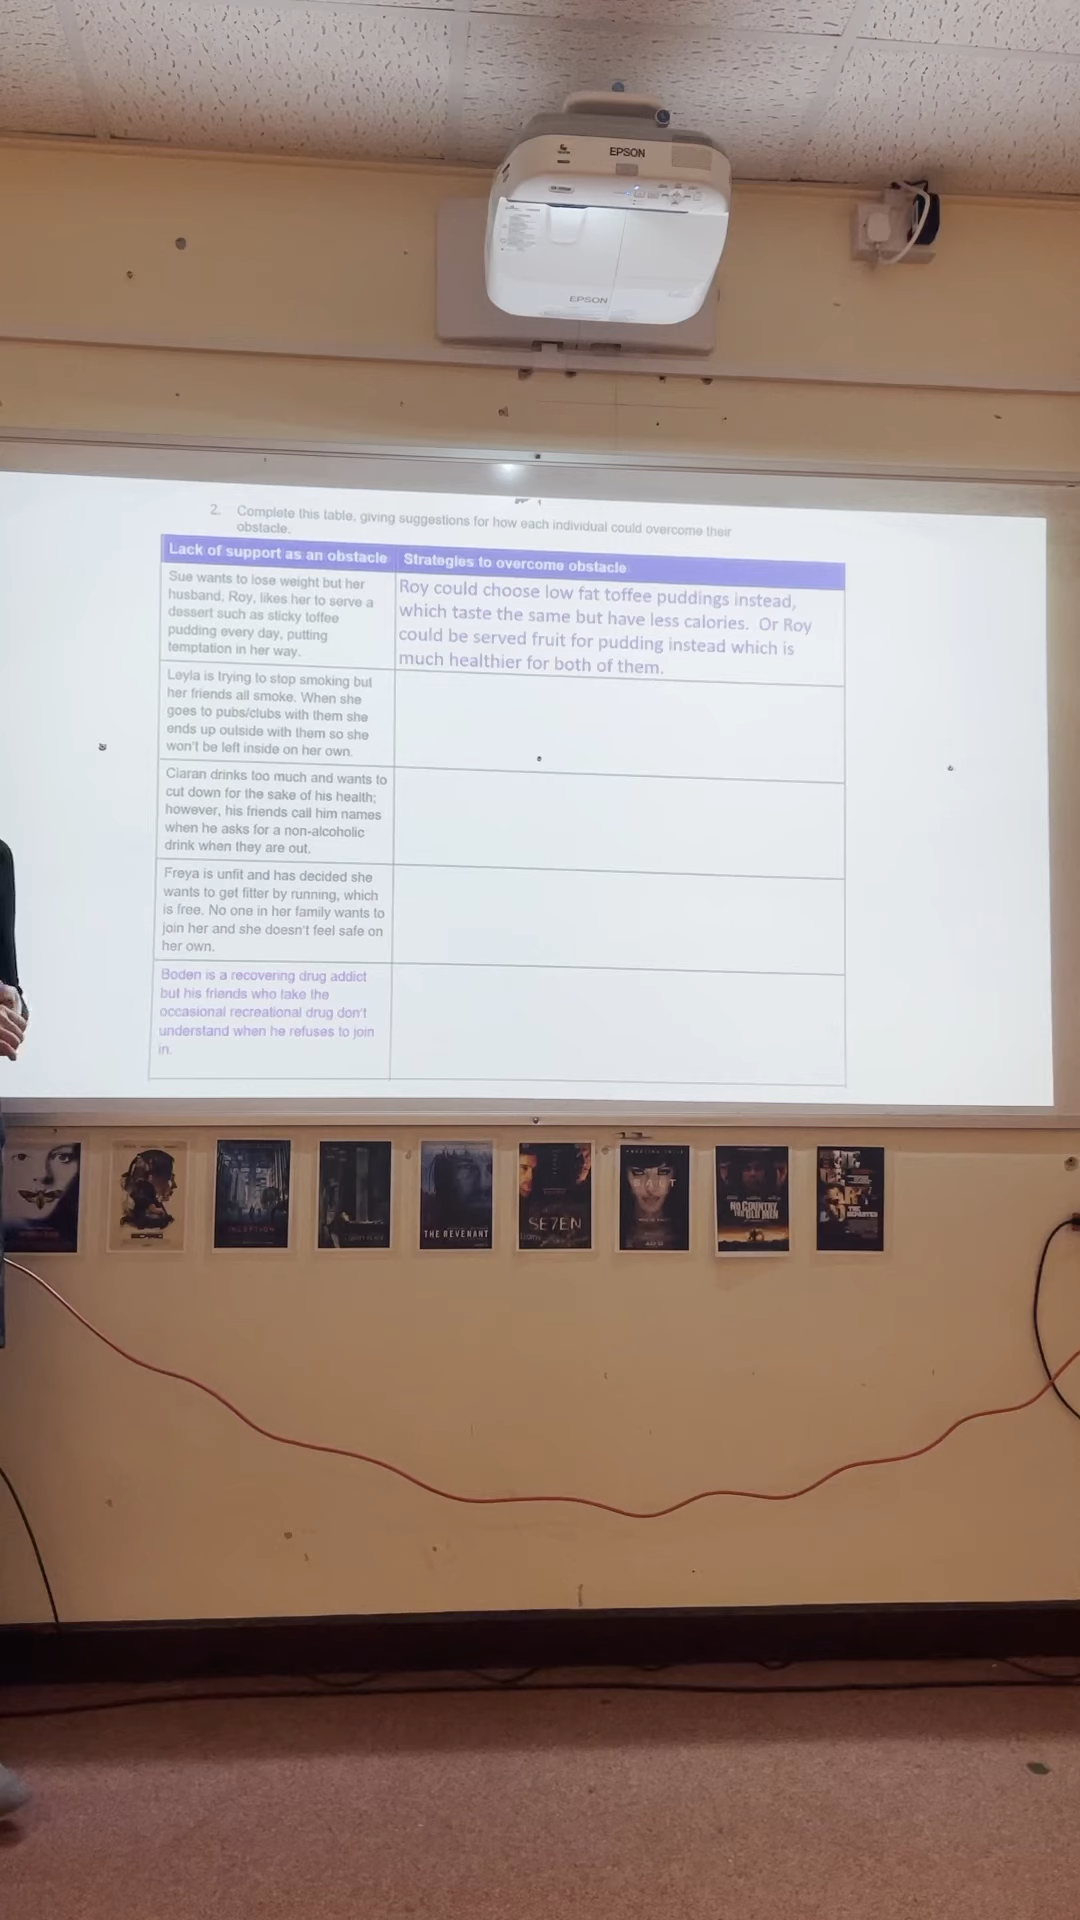 EPSON
EPSON
2. Complete this table, giving suggestions for how each individual could overcome their
obstacle.
Lack of support as an obstacle
Strategies to overcome obstacle
Sue wants to lose weight but her
husband, Roy, likes her to serve a
dessert such as sticky toffee
pudding every day, putting
temptation in her way.
Roy could choose low fat toffee puddings instead,
which taste the same but have less calories. Or Roy
could be served fruit for pudding instead which is
much healthier for both of them.
Leyla is trying to stop smoking but
her friends all smoke. When she
goes to pubs/clubs with them she
ends up outside with them so she
won't be left inside on her own.
Ciaran drinks too much and wants to
cut down for the sake of his health;
however, his friends call him names
when he asks for a non-alcoholic
drink when they are out.
Freya is unfit and has decided she
wants to get fitter by running, which
is free. No one in her family wants to
join her and she doesn't feel safe on
her own.
Boden is a recovering drug addict
but his friends who take the
occasional recreational drug don't
understand when he refuses to join
in.
SICARIO
INCEPTION
THE REVENANT
SE7EN
SALT
NO COUNTRY
FOR OLD MEN
THE
DEPARTED